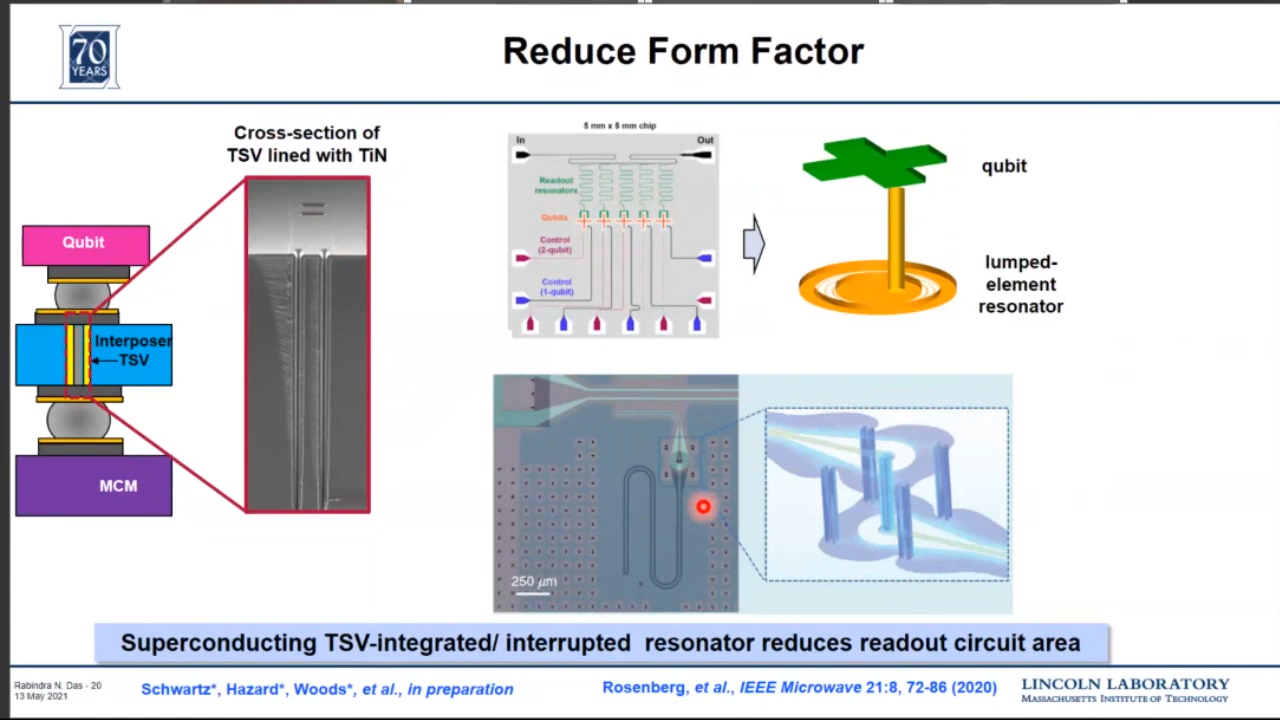 70
YEARS
Reduce Form Factor
Cross-section of
TSV lined with TiN
Qubit
Interposer
TSV
MCM
5 mm x 5 mm chip
In
Out
Readout
resonators
Qubits
Control
(2-qubit)
Control
(1-qubit)
qubit
lumped-
element
resonator
250 μm
Superconducting TSV-integrated/ interrupted resonator reduces readout circuit area
Rabindra N. Das - 20
13 May 2021
Schwartz*, Hazard*, Woods*, et al., in preparation
Rosenberg, et al., IEEE Microwave 21:8, 72-86 (2020)
LINCOLN LABORATORY
MASSACHUSETTS INSTITUTE OF TECHNOLOGY